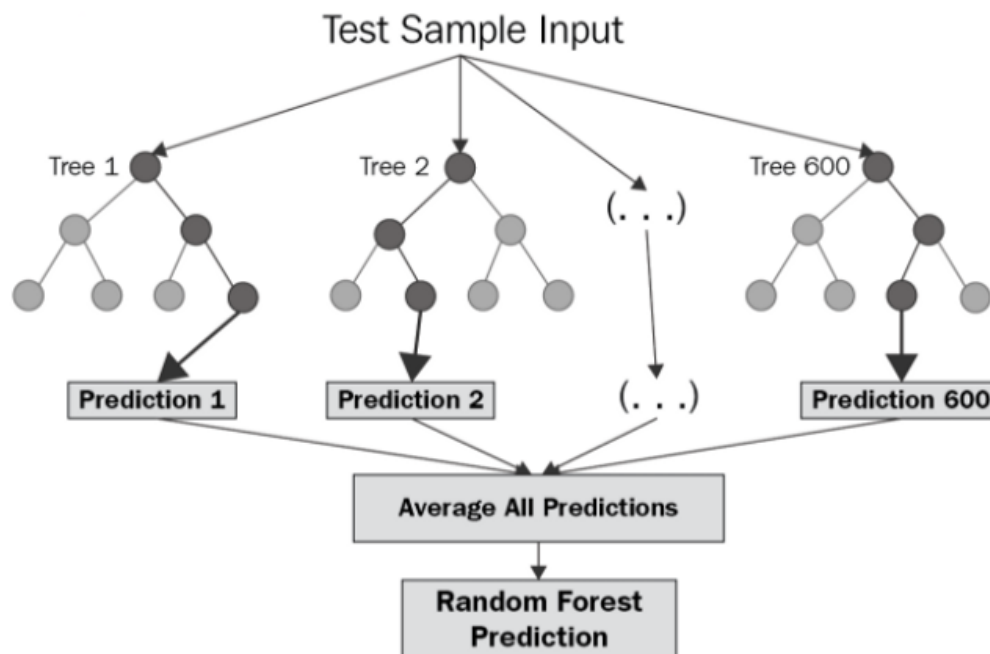 Test Sample Input
Tree 1
Tree 2
Tree 600
(. . .)
Prediction 1
Prediction 2
(. . .)
Prediction 600
Average All Predictions
Random Forest
Prediction